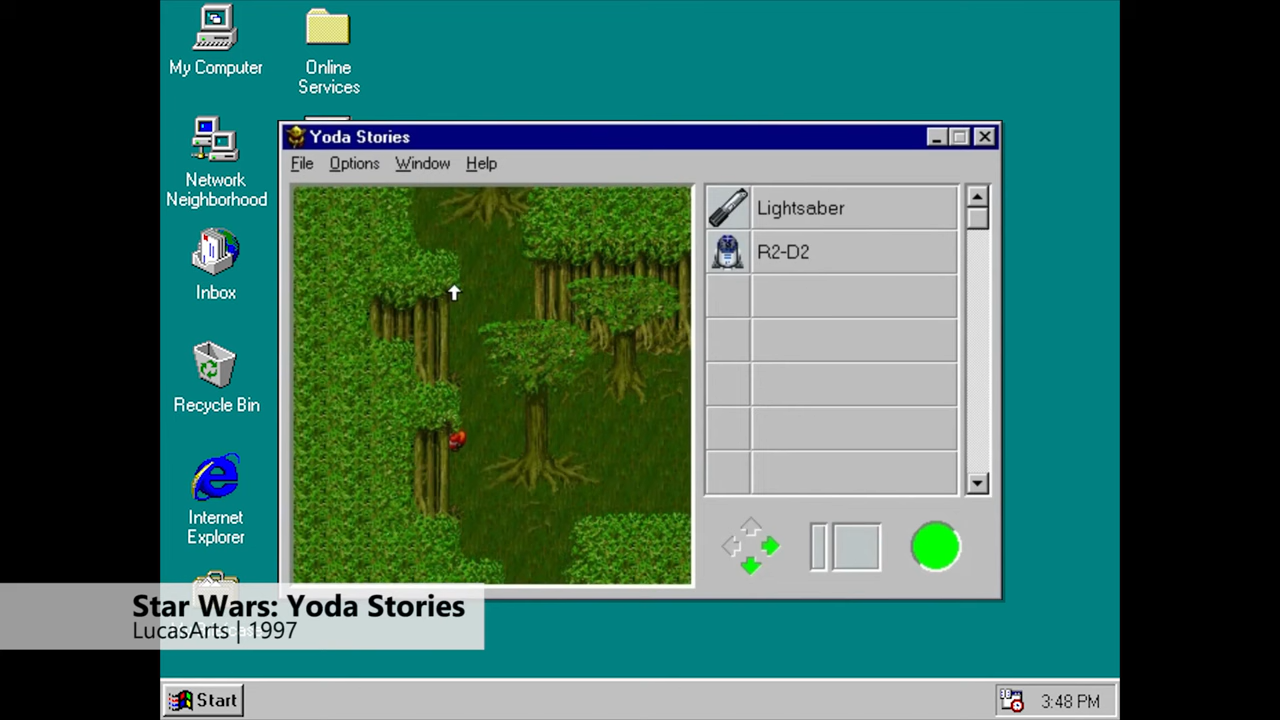 My Computer
Online
Services
Network
Neighborhood
Inbox
Recycle Bin
Internet
Explorer
Yoda Stories
File Options Window Help
Lightsaber
R2-D2
Star Wars: Yoda Stories
LucasArts | 1997
Start
3:48 PM